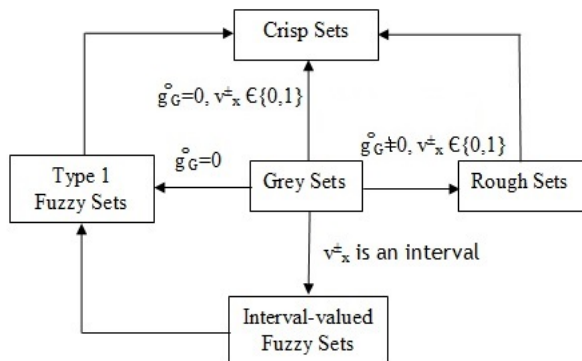 Crisp Sets
g°G=0, v±x Є{0,1}
g°G=0
g°G≠0, v±x Є{0,1}
Type 1
Fuzzy Sets
Grey Sets
Rough Sets
v±x is an interval
Interval-valued
Fuzzy Sets